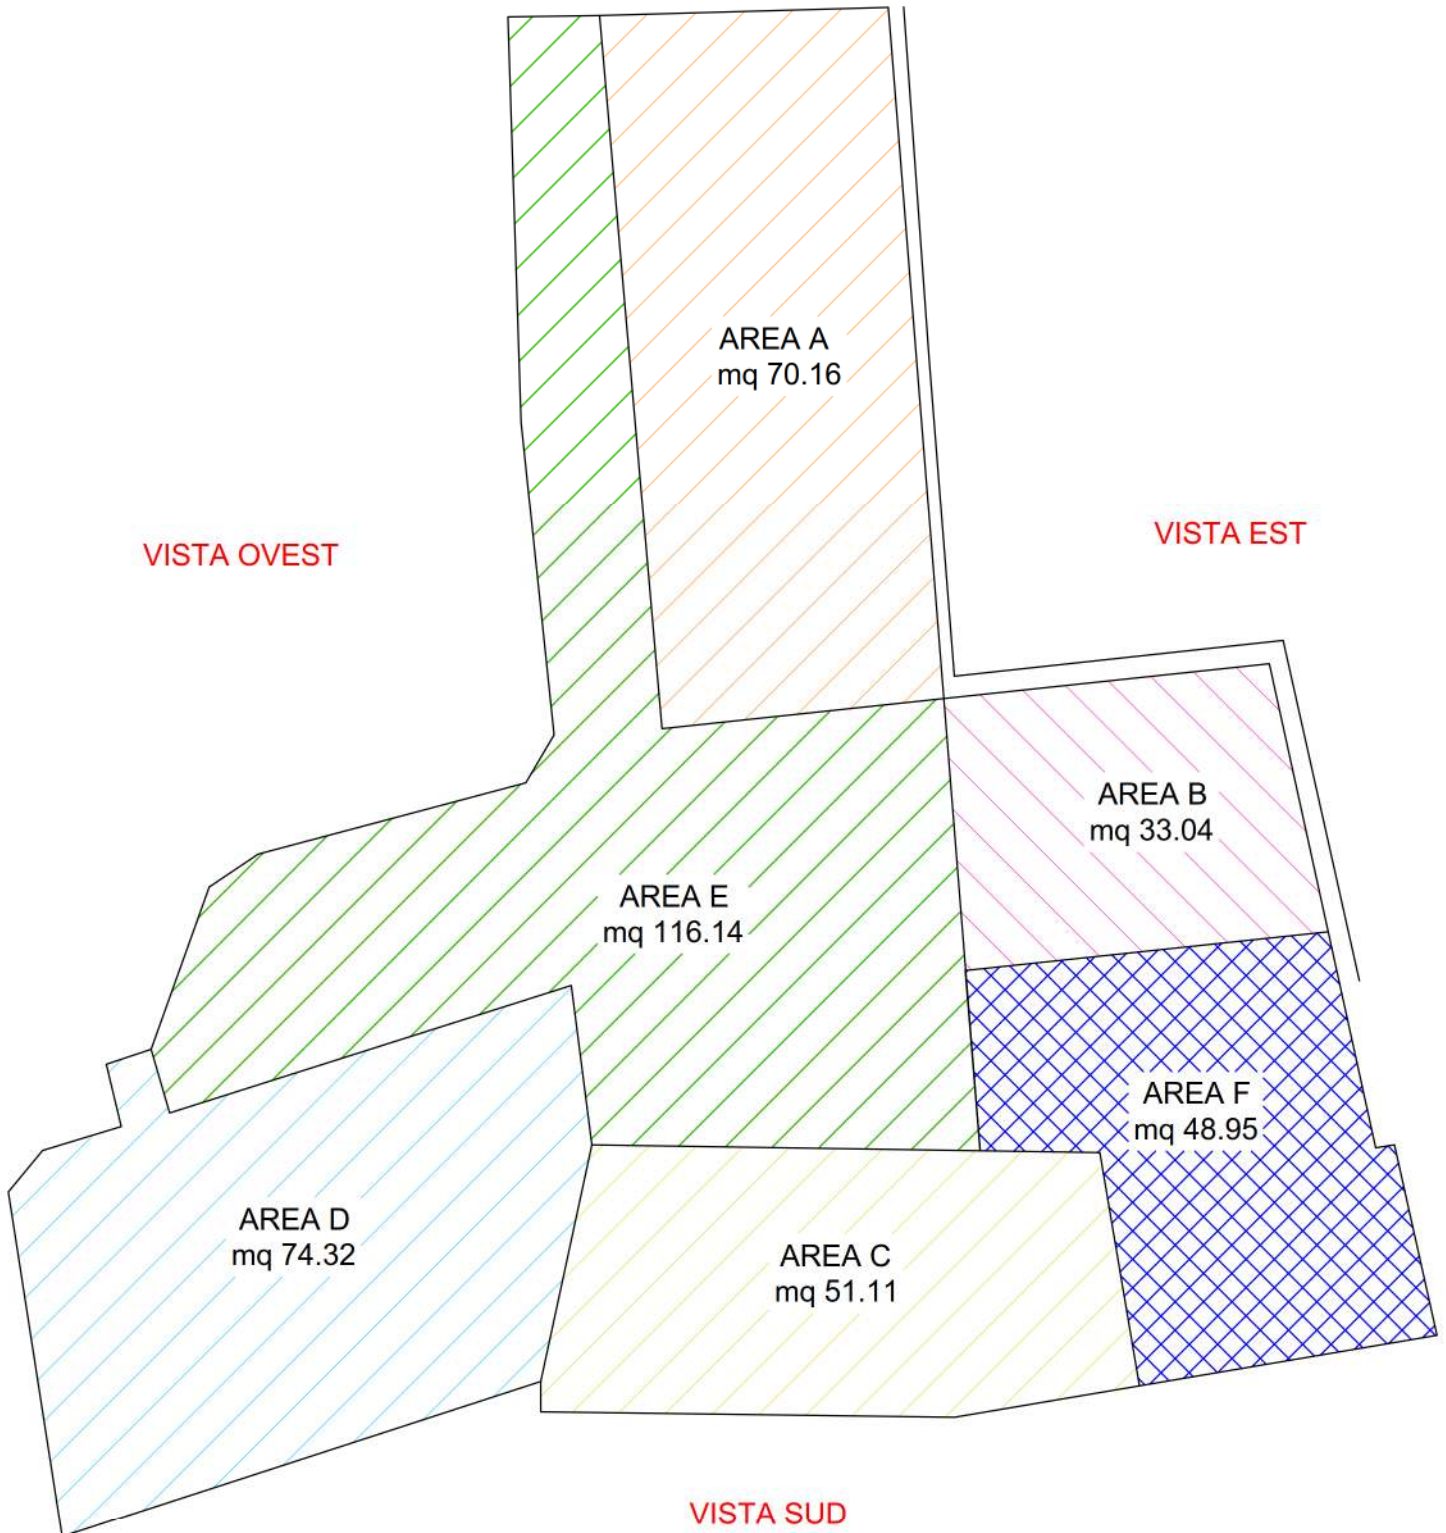 AREA A
mq 70.16
VISTA EST
VISTA OVEST
AREA B
mq 33.04
AREA E
mq 116.14
AREA F
mq 48.95
AREA D
mq 74.32
AREA C
mq 51.11
VISTA SUD